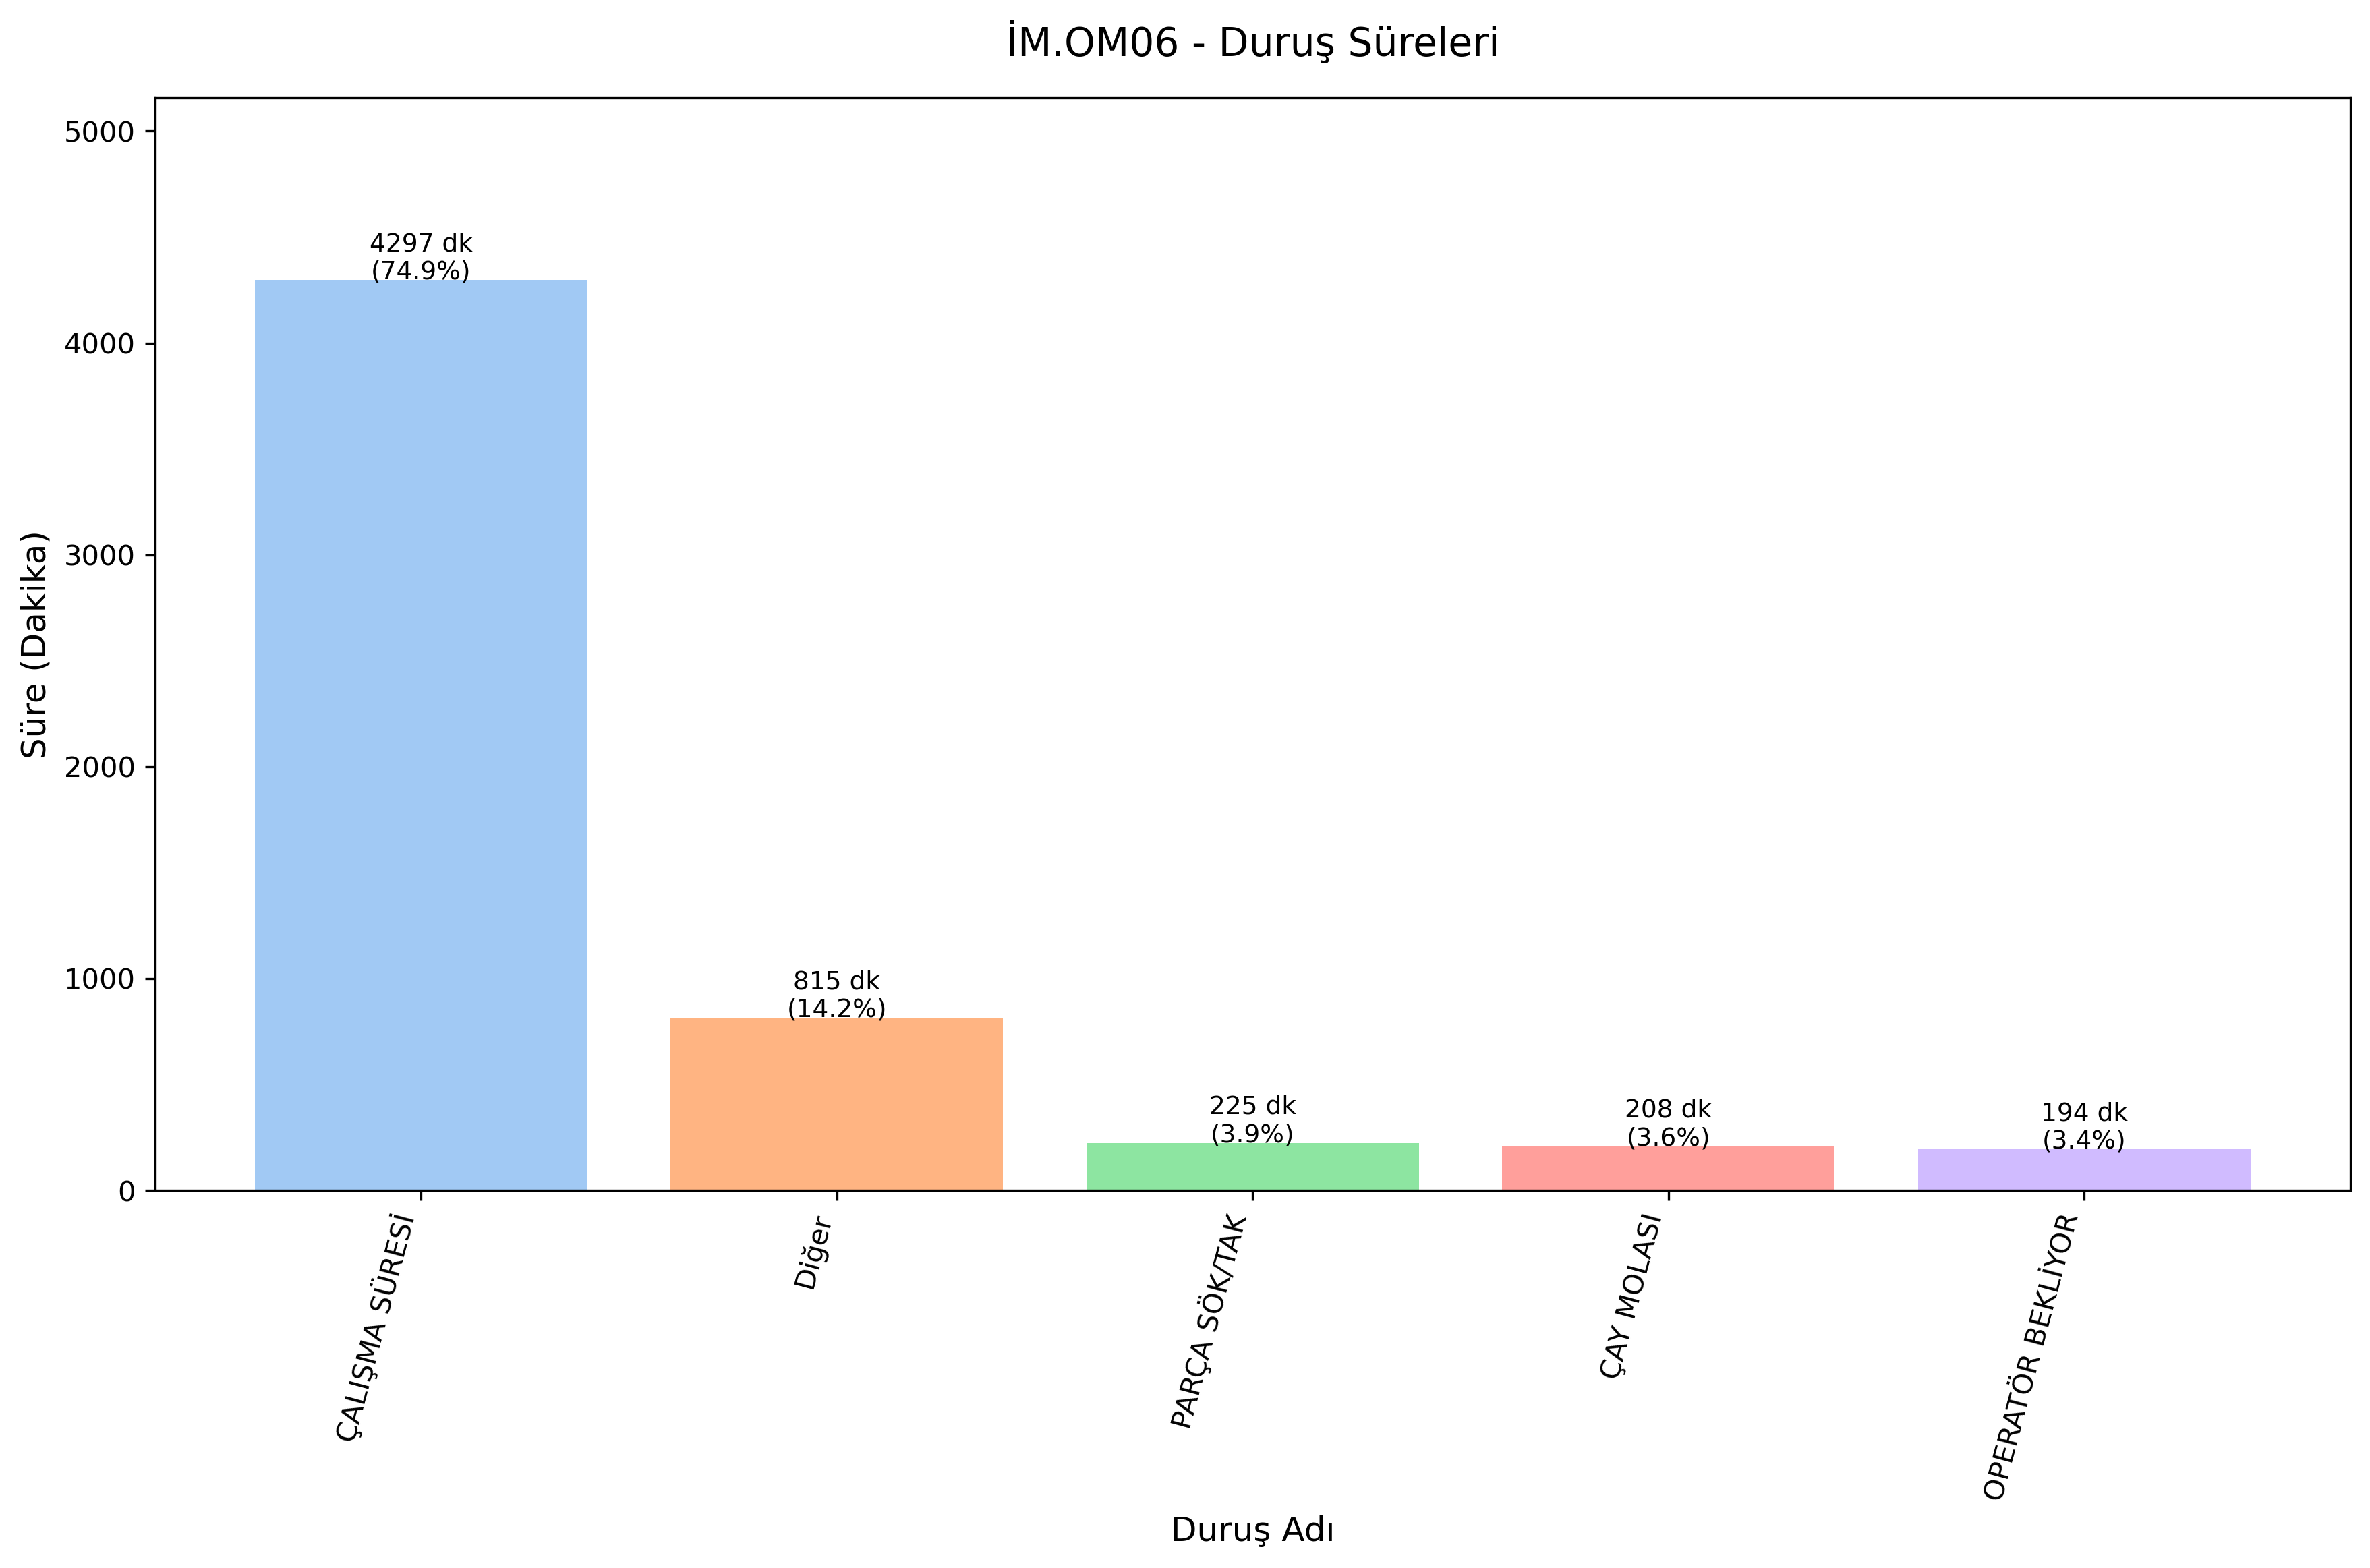 İM.OM06 - Duruş Süreleri
Süre (Dakika)
5000
4000
3000
2000
1000
0
4297 dk
(74.9%)
815 dk
(14.2%)
225 dk
(3.9%)
208 dk
(3.6%)
194 dk
(3.4%)
ÇALIŞMA SÜRESİ
Diğer
PARÇA SÖK/TAK
ÇAY MOLASI
OPERATÖR BEKLİYOR
Duruş Adı